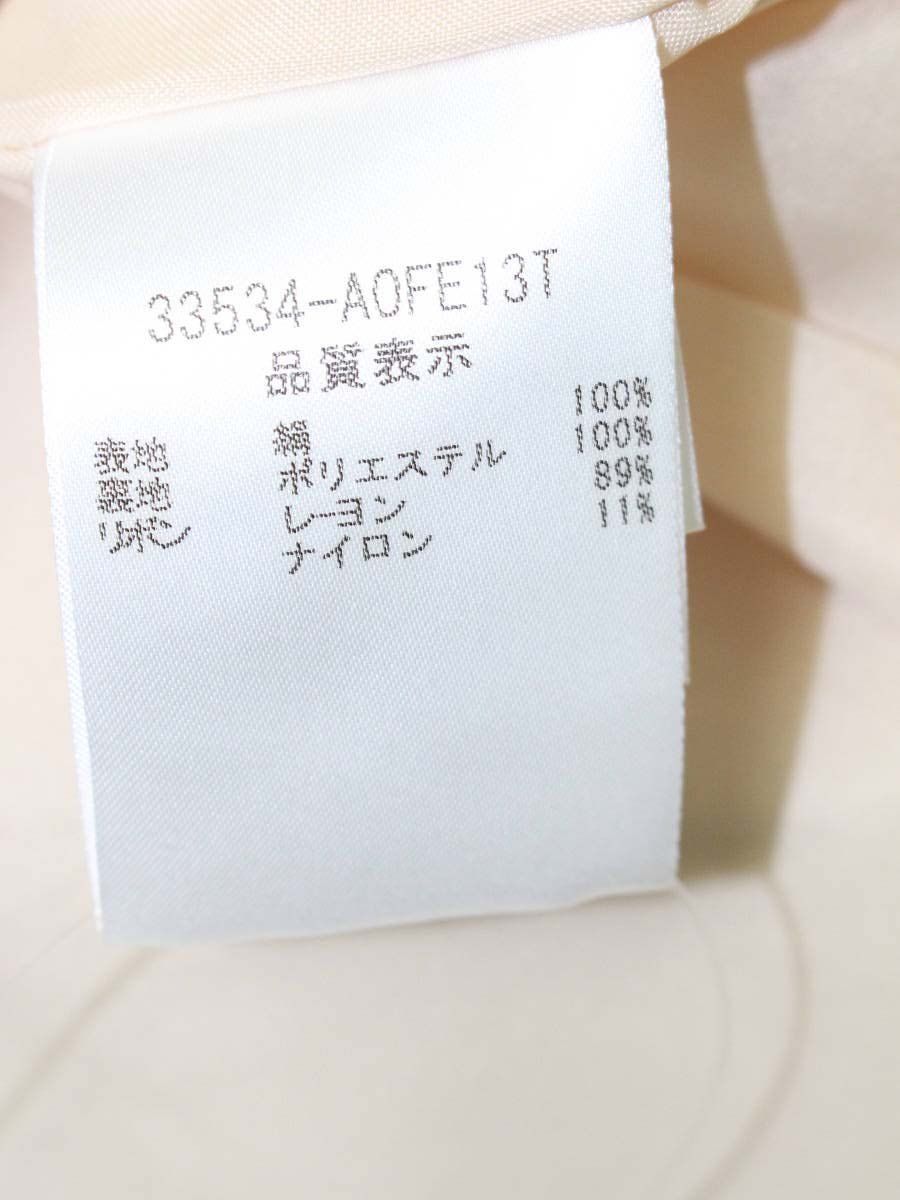 33534-A0FE13T
品質表示
表地 絹 100%
裏地 ポリエステル 100%
リボン レーヨン 89%
ナイロン 11%